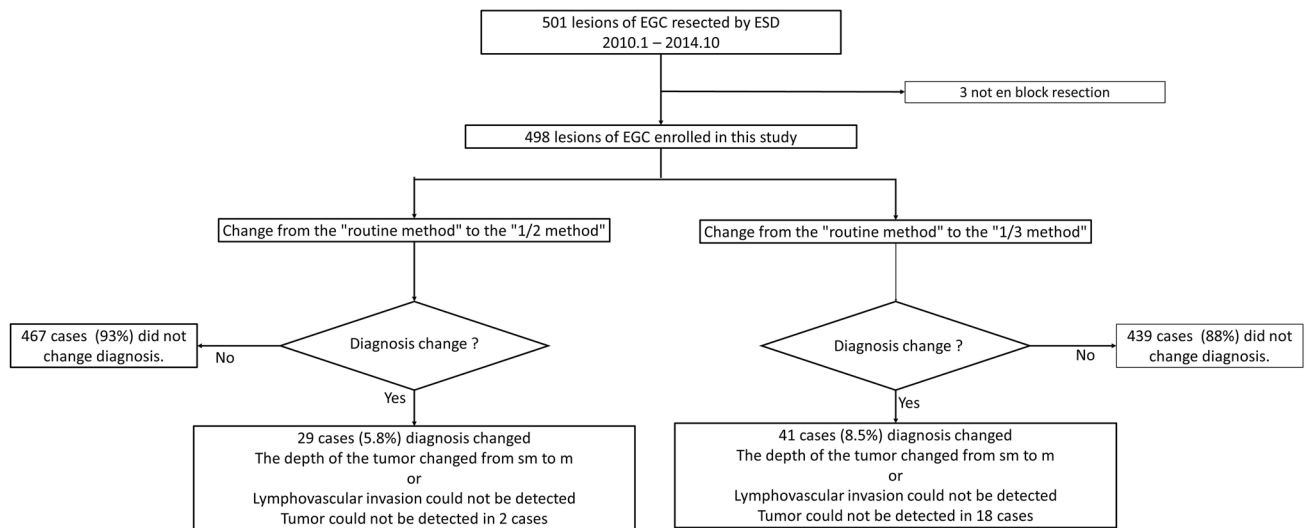 501 lesions of EGC resected by ESD
2010.1 – 2014.10
3 not en block resection
498 lesions of EGC enrolled in this study
Change from the "routine method" to the "1/2 method"
Change from the "routine method" to the "1/3 method"
467 cases (93%) did not
change diagnosis.
No
Diagnosis change ?
Yes
Diagnosis change ?
No
439 cases (88%) did not
change diagnosis.
Yes
29 cases (5.8%) diagnosis changed
The depth of the tumor changed from sm to m
or
Lymphovascular invasion could not be detected
Tumor could not be detected in 2 cases
41 cases (8.5%) diagnosis changed
The depth of the tumor changed from sm to m
or
Lymphovascular invasion could not be detected
Tumor could not be detected in 18 cases